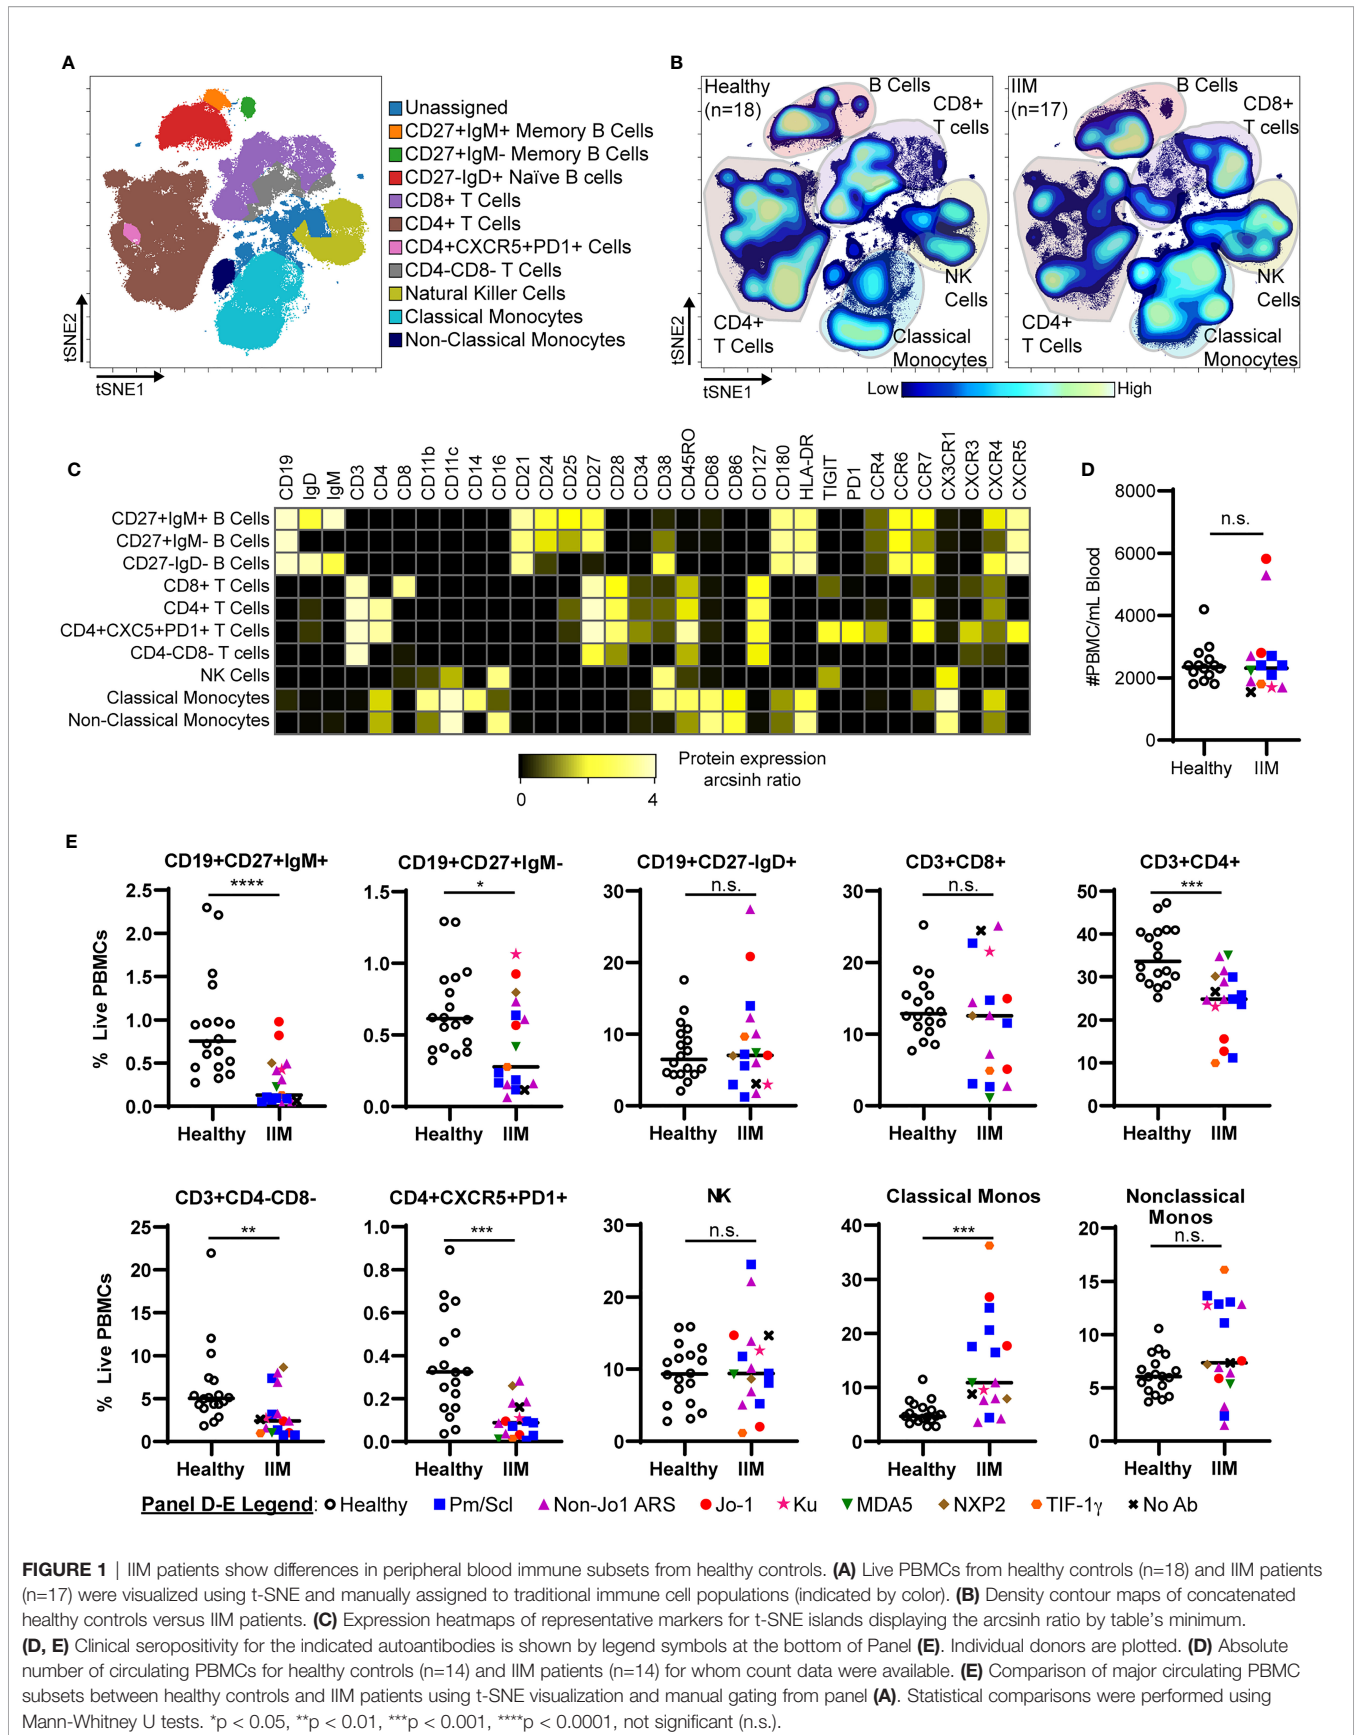 A
Unassigned
CD27+IgM+ Memory B Cells
CD27+IgM- Memory B Cells
CD27-IgD+ Naïve B cells
CD8+ T Cells
CD4+ T Cells
CD4+CXCR5+PD1+ Cells
CD4-CD8- T Cells
Natural Killer Cells
Classical Monocytes
Non-Classical Monocytes
tSNE2
tSNE1
B
Healthy
(n=18)
B Cells
CD8+
T cells
NK
Cells
CD4+
T Cells
Classical
Monocytes
IIM
(n=17)
B Cells
CD8+
T cells
NK
Cells
CD4+
T Cells
Classical
Monocytes
tSNE2
tSNE1
Low
High
C
CD19 IgD IgM CD3 CD4 CD8 CD11b CD11c CD14 CD16 CD21 CD24 CD25 CD27 CD28 CD34 CD38 CD45RO CD68 CD86 CD127 CD180 HLA-DR TIGIT PD1 CCR4 CCR6 CCR7 CX3CR1 CXCR3 CXCR4 CXCR5
CD27+IgM+ B Cells
CD27+IgM- B Cells
CD27-IgD- B Cells
CD8+ T Cells
CD4+ T Cells
CD4+CXC5+PD1+ T Cells
CD4-CD8- T cells
NK Cells
Classical Monocytes
Non-Classical Monocytes
0 4
Protein expression
arcsinh ratio
D
#PBMC/mL Blood
8000
6000
4000
2000
0
n.s.
Healthy IIM
E
CD19+CD27+IgM+
% Live PBMCs
2.5
2.0
1.5
1.0
0.5
0.0
****
Healthy IIM
CD19+CD27+IgM-
1.5
1.0
0.5
0.0
*
Healthy IIM
CD19+CD27-IgD+
30
20
10
0
n.s.
Healthy IIM
CD3+CD8+
30
20
10
0
n.s.
Healthy IIM
CD3+CD4+
50
40
30
20
10
0
***
Healthy IIM
CD3+CD4-CD8-
% Live PBMCs
25
20
15
10
5
0
**
Healthy IIM
CD4+CXCR5+PD1+
1.0
0.8
0.6
0.4
0.2
0.0
***
Healthy IIM
NK
30
20
10
0
n.s.
Healthy IIM
Classical Monos
40
30
20
10
0
***
Healthy IIM
Nonclassical
Monos
20
15
10
5
0
n.s.
Healthy IIM
Panel D-E Legend: Healthy Pm/Scl Non-Jo1 ARS Jo-1 Ku MDA5 NXP2 TIF-1γ No Ab
FIGURE 1 | IIM patients show differences in peripheral blood immune subsets from healthy controls. (A) Live PBMCs from healthy controls (n=18) and IIM patients
(n=17) were visualized using t-SNE and manually assigned to traditional immune cell populations (indicated by color). (B) Density contour maps of concatenated
healthy controls versus IIM patients. (C) Expression heatmaps of representative markers for t-SNE islands displaying the arcsinh ratio by table's minimum.
(D, E) Clinical seropositivity for the indicated autoantibodies is shown by legend symbols at the bottom of Panel (E). Individual donors are plotted. (D) Absolute
number of circulating PBMCs for healthy controls (n=14) and IIM patients (n=14) for whom count data were available. (E) Comparison of major circulating PBMC
subsets between healthy controls and IIM patients using t-SNE visualization and manual gating from panel (A). Statistical comparisons were performed using
Mann-Whitney U tests. *p < 0.05, **p < 0.01, ***p < 0.001, ****p < 0.0001, not significant (n.s.).